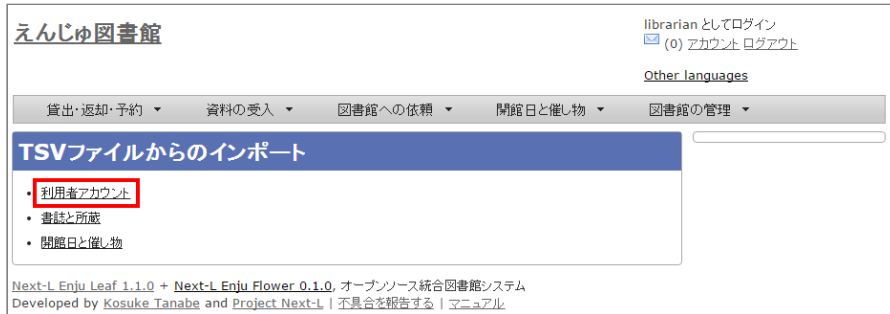 えんじゅ図書館
librarian としてログイン
(0) アカウント ログアウト
Other languages
貸出・返却・予約 ▼ 資料の受入 ▼ 図書館への依頼 ▼ 開館日と催し物 ▼ 図書館の管理 ▼
TSVファイルからのインポート
• 利用者アカウント
• 書誌と所蔵
• 開館日と催し物
Next-L Enju Leaf 1.1.0 + Next-L Enju Flower 0.1.0, オープンソース統合図書館システム
Developed by Kosuke Tanabe and Project Next-L | 不具合を報告する | マニュアル